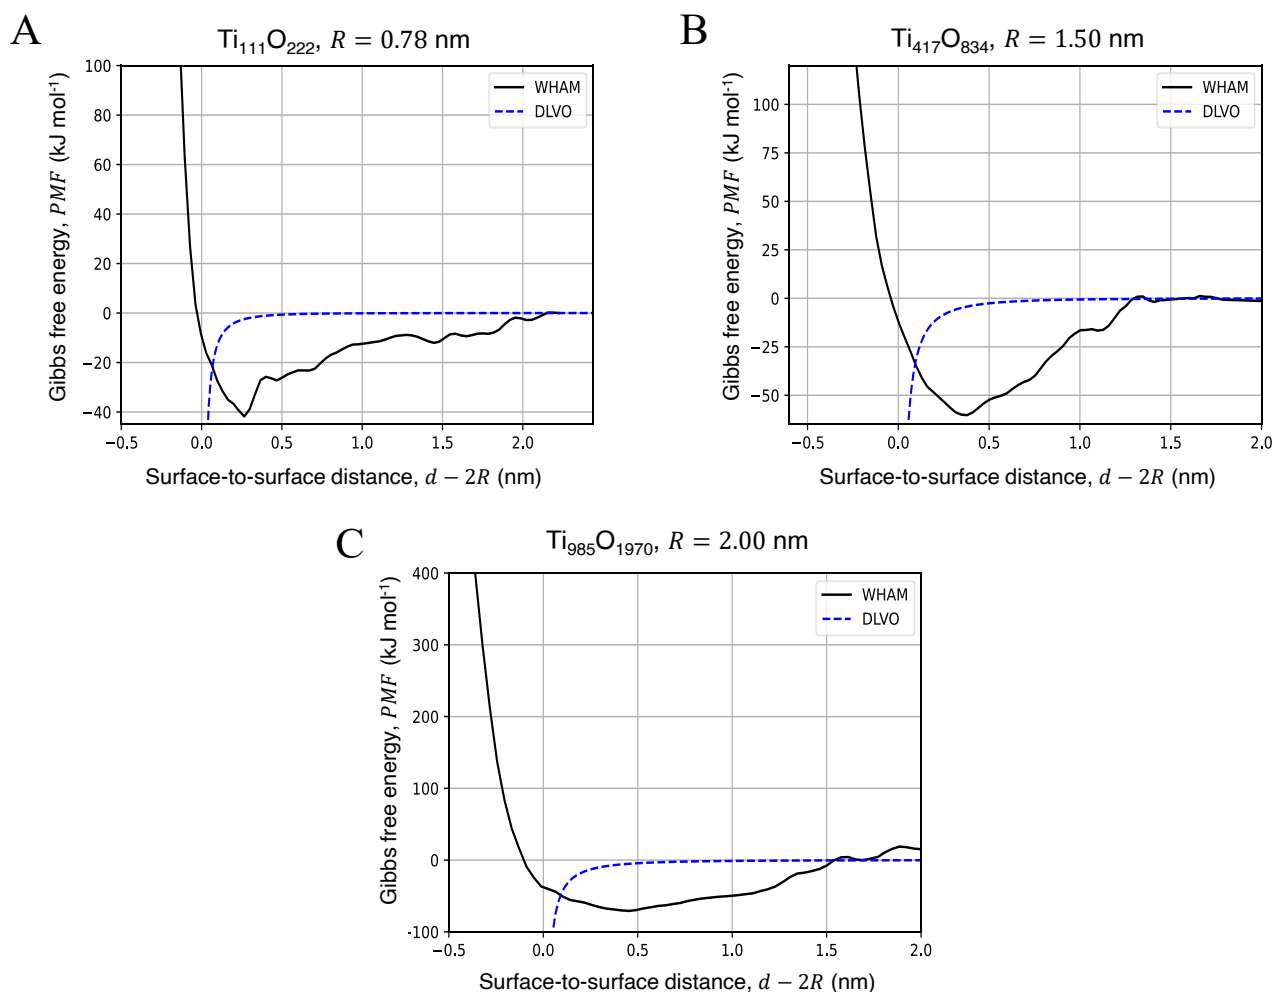 A
Ti₁₁₁O₂₂₂, R = 0.78 nm
Gibbs free energy, PMF (kJ mol⁻¹)
100
80
60
40
20
0
−20
−40
WHAM
DLVO
−0.5
0.0
0.5
1.0
1.5
2.0
Surface-to-surface distance, d − 2R (nm)
B
Ti₄₁₇O₈₃₄, R = 1.50 nm
Gibbs free energy, PMF (kJ mol⁻¹)
100
75
50
25
0
−25
−50
WHAM
DLVO
−0.5
0.0
0.5
1.0
1.5
2.0
Surface-to-surface distance, d − 2R (nm)
C
Ti₉₈₅O₁₉₇₀, R = 2.00 nm
Gibbs free energy, PMF (kJ mol⁻¹)
400
300
200
100
0
-100
WHAM
DLVO
−0.5
0.0
0.5
1.0
1.5
2.0
Surface-to-surface distance, d − 2R (nm)